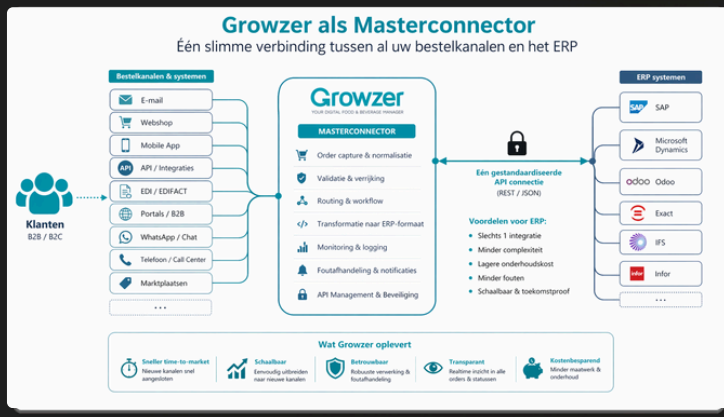 Growzer als Masterconnector
Één slimme verbinding tussen al uw bestelkanalen en het ERP
Bestelkanalen & systemen
E-mail
Webshop
Mobile App
API
API / Integraties
EDI / EDIFACT
Portals / B2B
WhatsApp / Chat
Telefoon / Call Center
Marktplaatsen
...
Klanten
B2B / B2C
Growzer
YOUR DIGITAL FOOD & BEVERAGE MANAGER
MASTERCONNECTOR
Order capture & normalisatie
Validatie & verrijking
Routing & workflow
</> Transformatie naar ERP-formaat
Monitoring & logging
Foutafhandeling & notificaties
API Management & Beveiliging
Eén gestandaardiseerde
API connectie
(REST / JSON)
Voordelen voor ERP:
• Slechts 1 integratie
• Minder complexiteit
• Lagere onderhoudskost
• Minder fouten
• Schaalbaar & toekomstproof
ERP systemen
SAP SAP
Microsoft
Dynamics
odoo Odoo
Exact
IFS
infor Infor
...
Wat Growzer oplevert
Sneller time-to-market
Nieuwe kanalen snel
aangesloten
Schaalbaar
Eenvoudig uitbreiden
naar nieuwe kanalen
Betrouwbaar
Robuuste verwerking &
foutafhandeling
Transparant
Realtime inzicht in alle
orders & statussen
Kostenbesparend
Minder maatwerk &
onderhoud